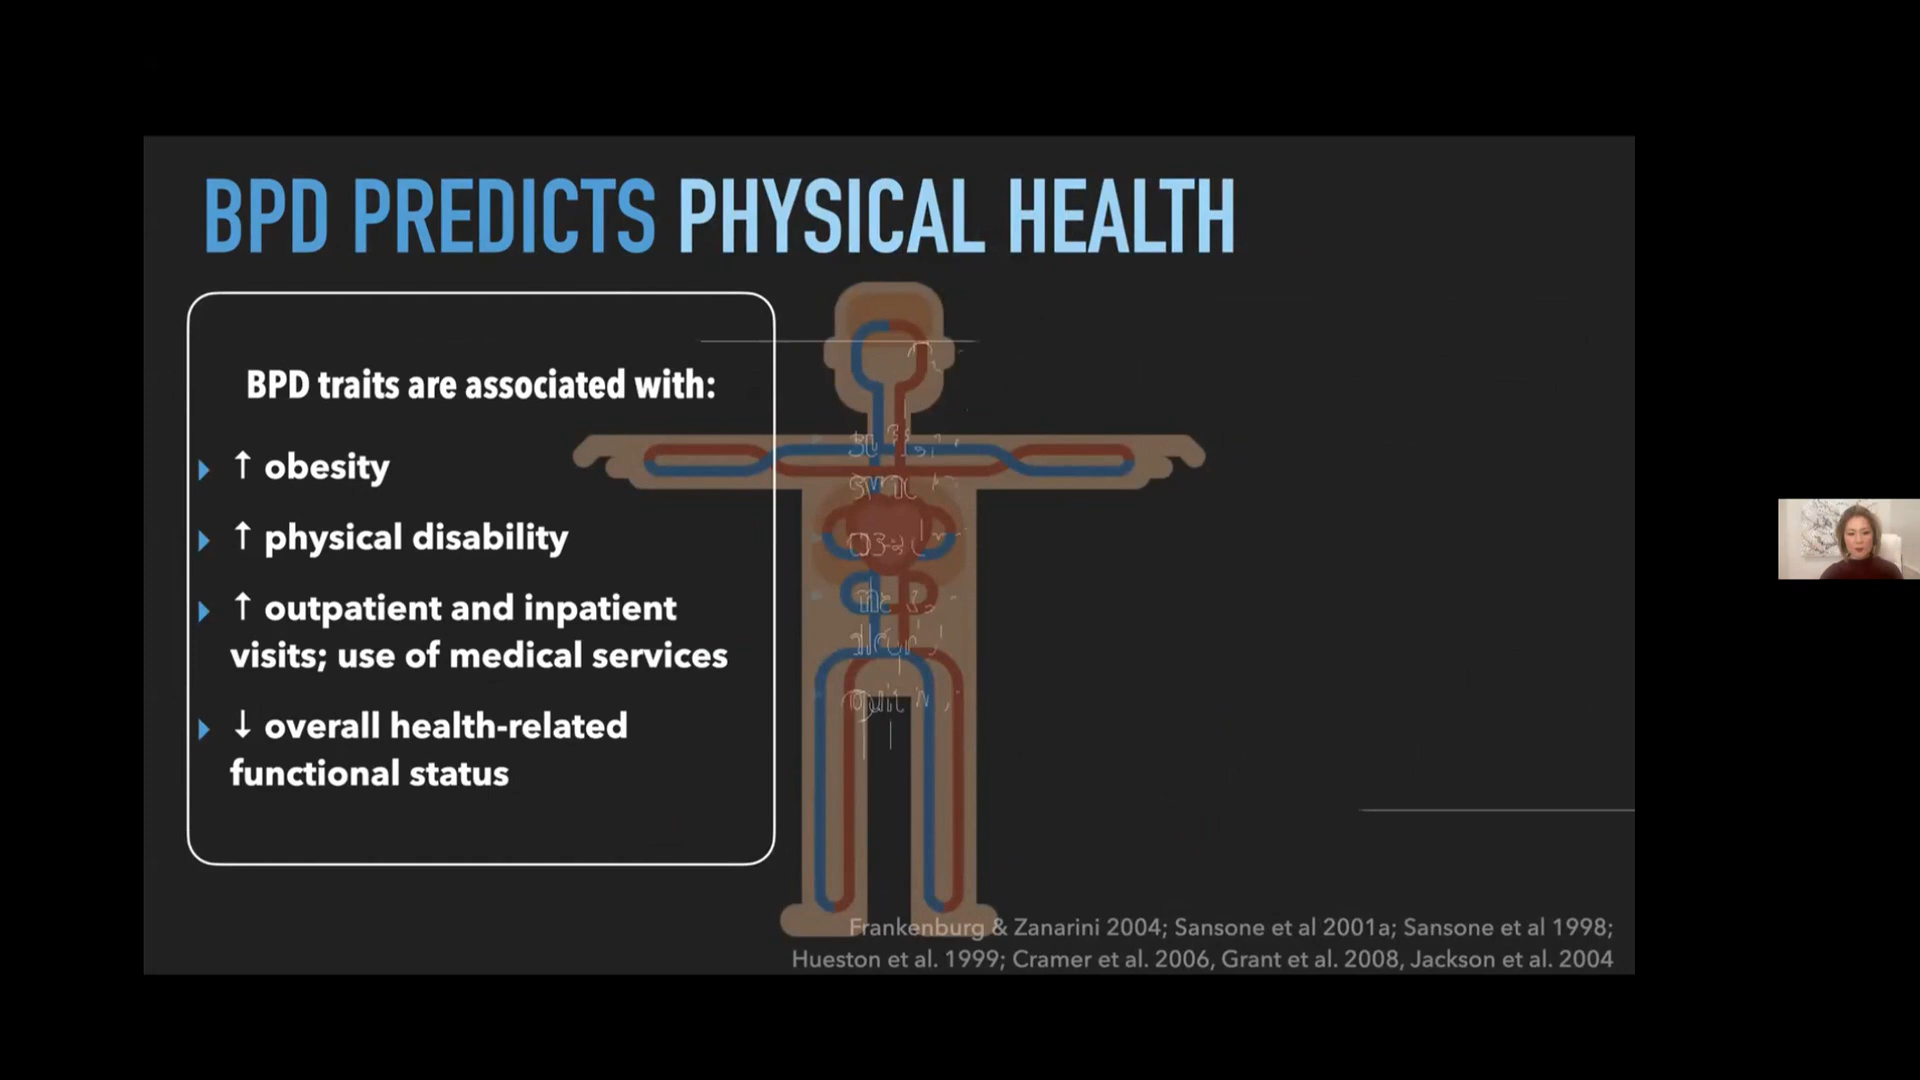 BPD PREDICTS PHYSICAL HEALTH
BPD traits are associated with:
↑ obesity
↑ physical disability
↑ outpatient and inpatient
visits; use of medical services
↓ overall health-related
functional status
Frankenburg & Zanarini 2004; Sansone et al 2001a; Sansone et al 1998;
Hueston et al. 1999; Cramer et al. 2006, Grant et al. 2008, Jackson et al. 2004